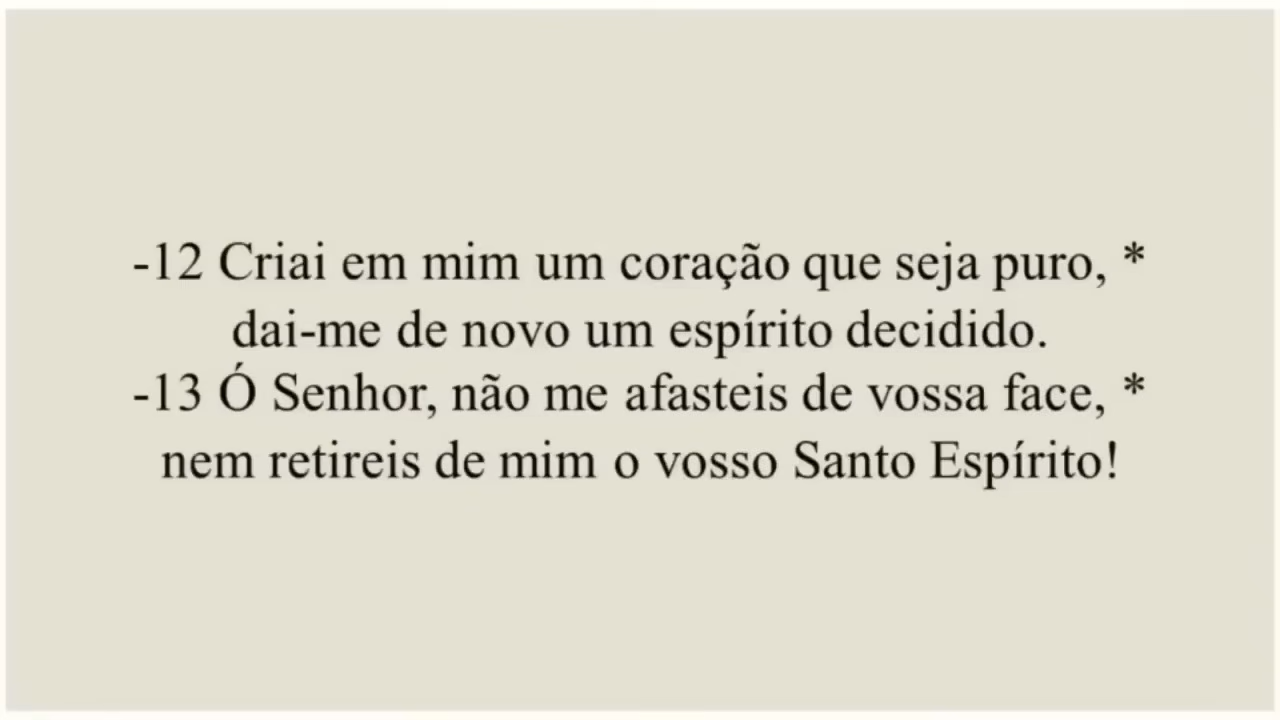 -12 Criai em mim um coração que seja puro, *
dai-me de novo um espírito decidido.
-13 Ó Senhor, não me afasteis de vossa face, *
nem retireis de mim o vosso Santo Espírito!